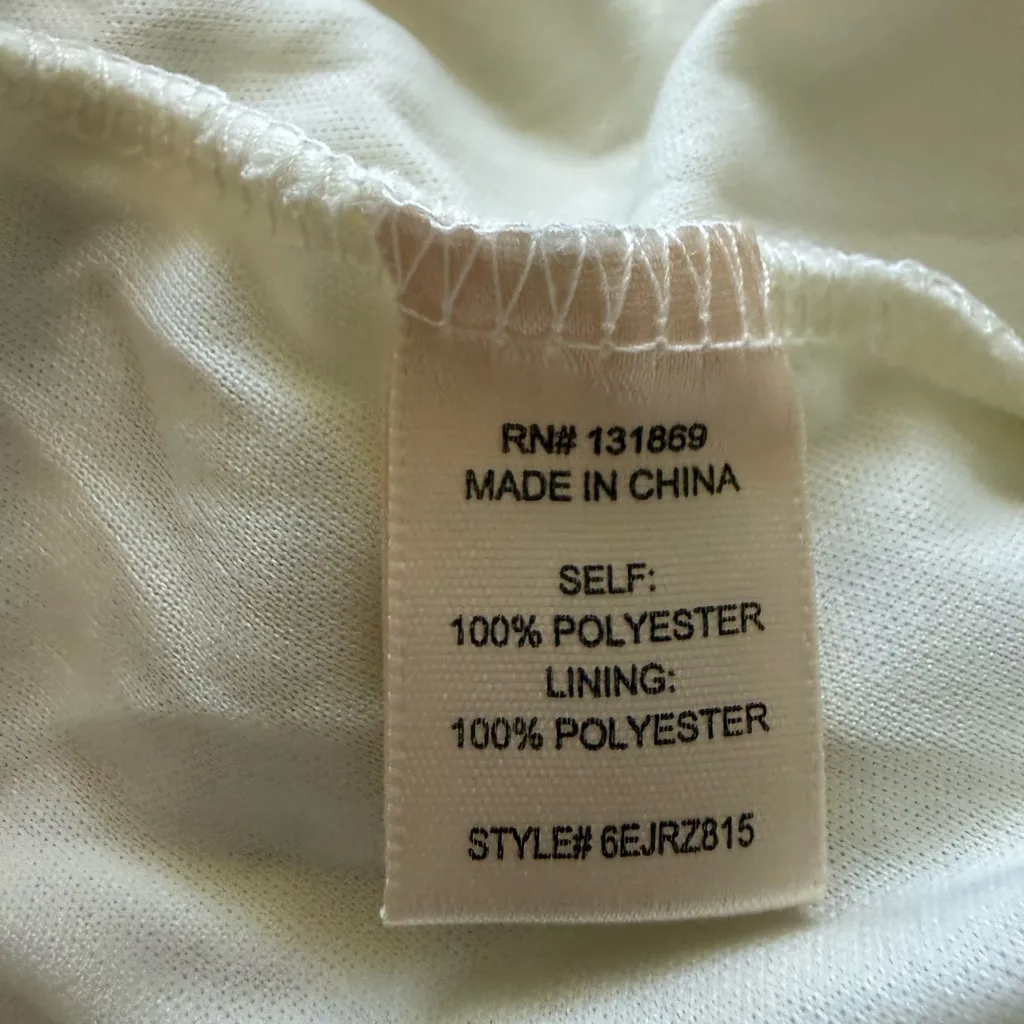 RN# 131869
MADE IN CHINA
SELF:
100% POLYESTER
LINING:
100% POLYESTER
STYLE# 6EJRZ815